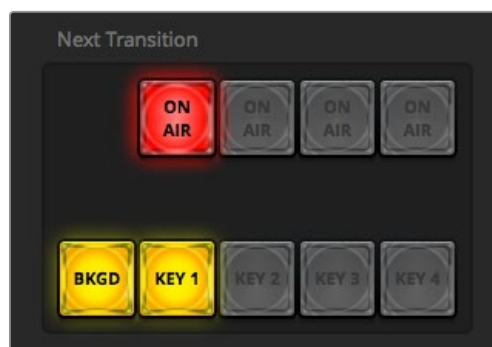 Next Transition
ON ON ON ON
AIR AIR AIR AIR
BKGD KEY 1 KEY 2 KEY 3 KEY 4